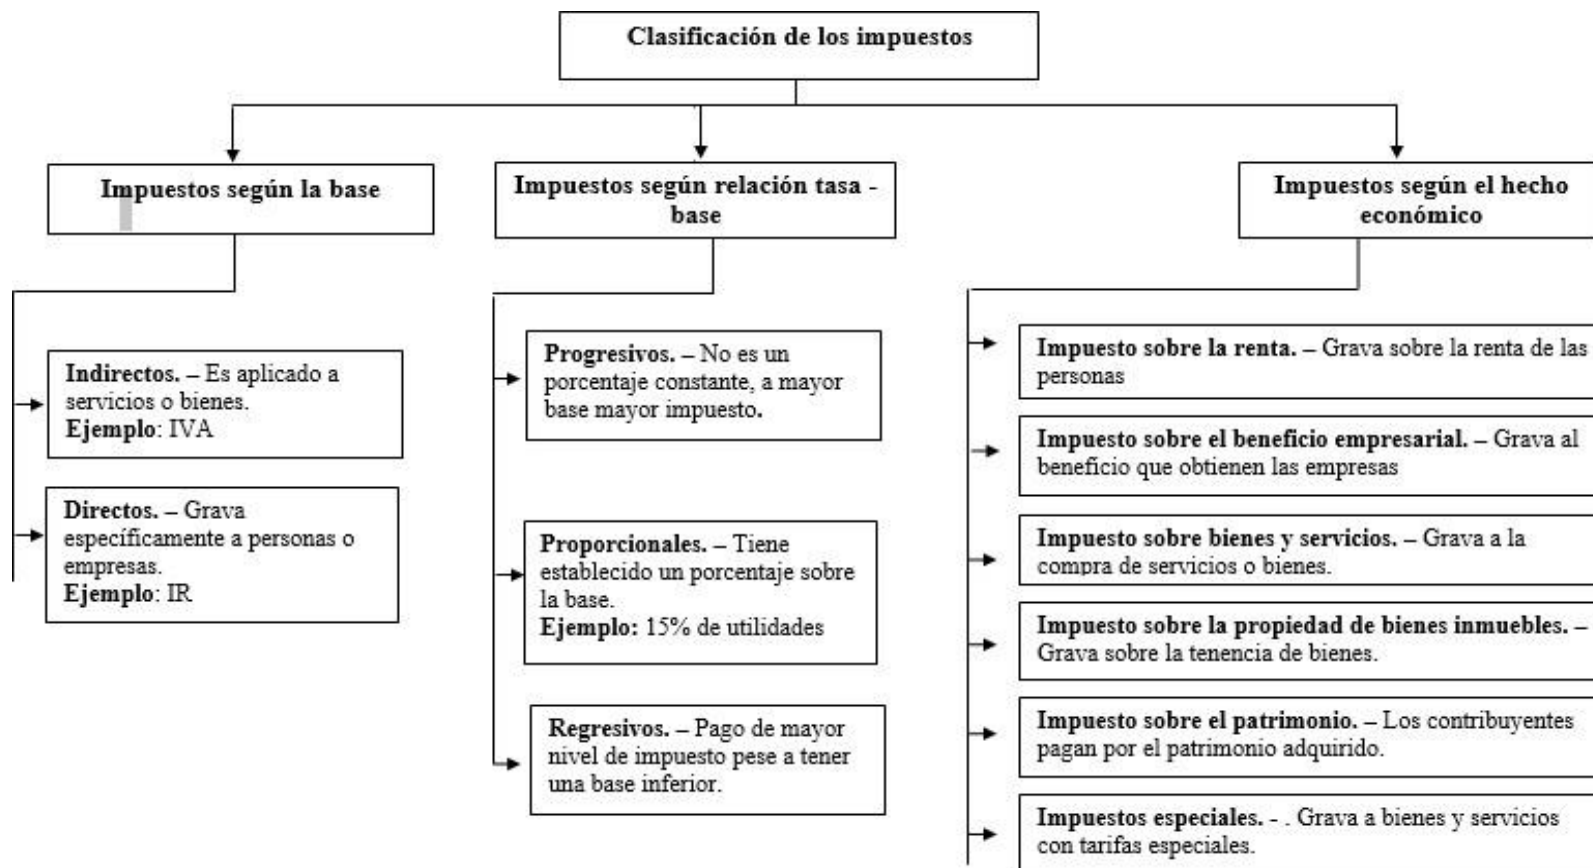 Clasificación de los impuestos
Impuestos según la base
Indirectos. – Es aplicado a
servicios o bienes.
Ejemplo: IVA
Directos. – Grava
específicamente a personas o
empresas.
Ejemplo: IR
Impuestos según relación tasa -
base
Progresivos. – No es un
porcentaje constante, a mayor
base mayor impuesto.
Proporcionales. – Tiene
establecido un porcentaje sobre
la base.
Ejemplo: 15% de utilidades
Regresivos. – Pago de mayor
nivel de impuesto pese a tener
una base inferior.
Impuestos según el hecho
económico
Impuesto sobre la renta. – Grava sobre la renta de las
personas
Impuesto sobre el beneficio empresarial. – Grava al
beneficio que obtienen las empresas
Impuesto sobre bienes y servicios. – Grava a la
compra de servicios o bienes.
Impuesto sobre la propiedad de bienes inmuebles. –
Grava sobre la tenencia de bienes.
Impuesto sobre el patrimonio. – Los contribuyentes
pagan por el patrimonio adquirido.
Impuestos especiales. - . Grava a bienes y servicios
con tarifas especiales.